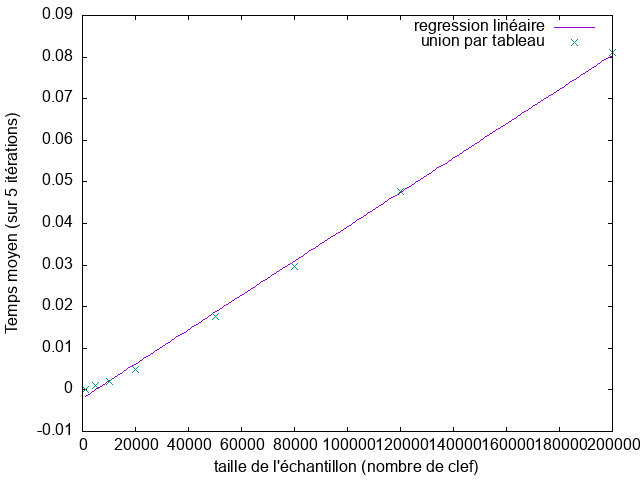 0.09
0.08
0.07
0.06
0.05
0.04
0.03
0.02
0.01
0
-0.01
Temps moyen (sur 5 itérations)
regression linéaire
union par tableau
0 20000 40000 60000 80000 100000 120000 140000 160000 180000 200000
taille de l'échantillon (nombre de clef)